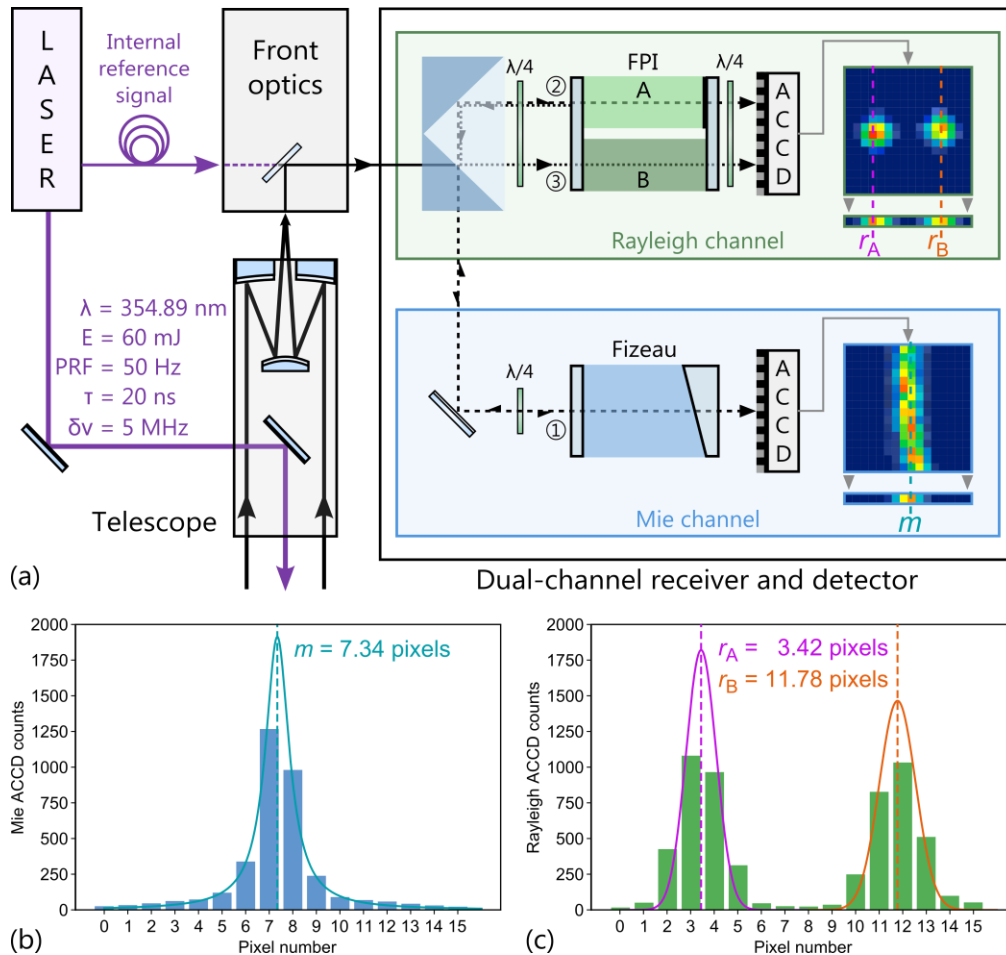 LASER
Internal
reference
signal
Front
optics
λ = 354.89 nm
E = 60 mJ
PRF = 50 Hz
τ = 20 ns
δν = 5 MHz
Telescope
(a)
λ/4
FPI
λ/4
②
A
③
B
ACCD
r_A
r_B
Rayleigh channel
Fizeau
λ/4
①
ACCD
m
Mie channel
Dual-channel receiver and detector
2000
1750
1500
1250
1000
750
500
250
0
Mie ACCD counts
m = 7.34 pixels
0 1 2 3 4 5 6 7 8 9 10 11 12 13 14 15
Pixel number
(b)
2000
1750
1500
1250
1000
750
500
250
0
Rayleigh ACCD counts
r_A = 3.42 pixels
r_B = 11.78 pixels
0 1 2 3 4 5 6 7 8 9 10 11 12 13 14 15
Pixel number
(c)